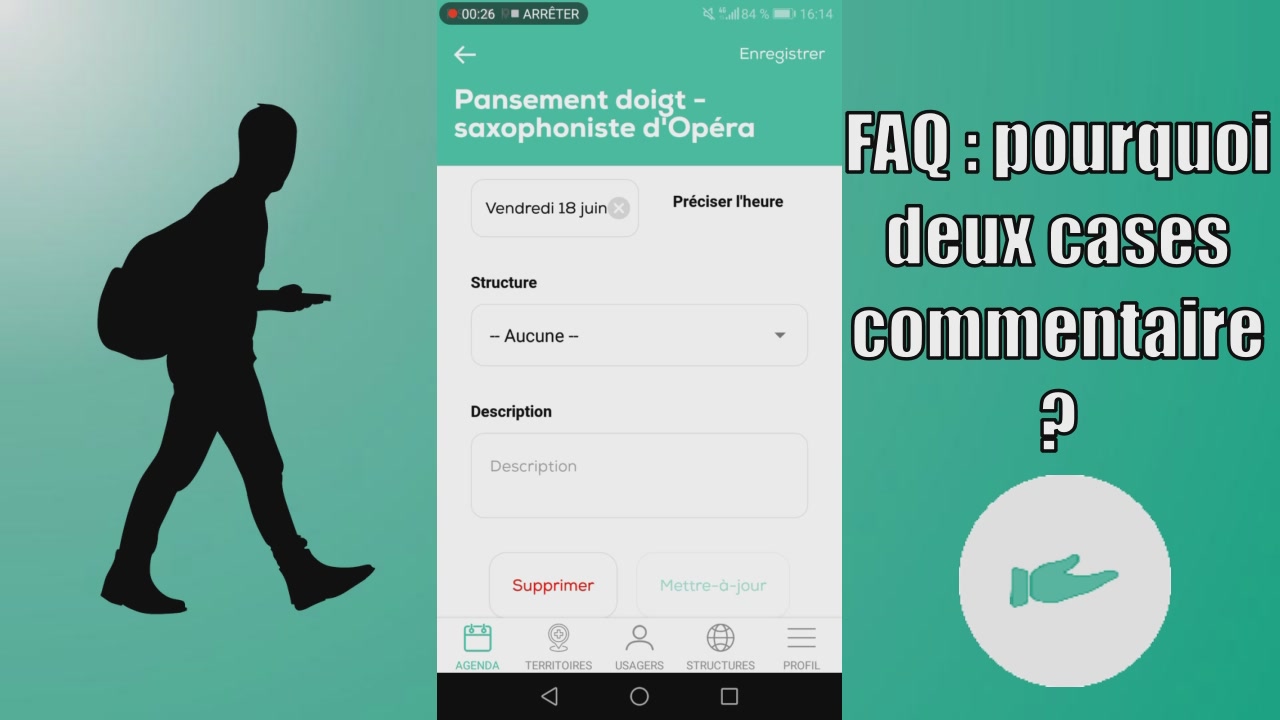 00:26 ARRÊTER
84 % 16:14
Enregistrer
Pansement doigt -
saxophoniste d'Opéra
Vendredi 18 juin
Préciser l'heure
Structure
-- Aucune --
Description
Description
Supprimer
Mettre-à-jour
AGENDA
TERRITOIRES
USAGERS
STRUCTURES
PROFIL
FAQ : pourquoi
deux cases
commentaire
?